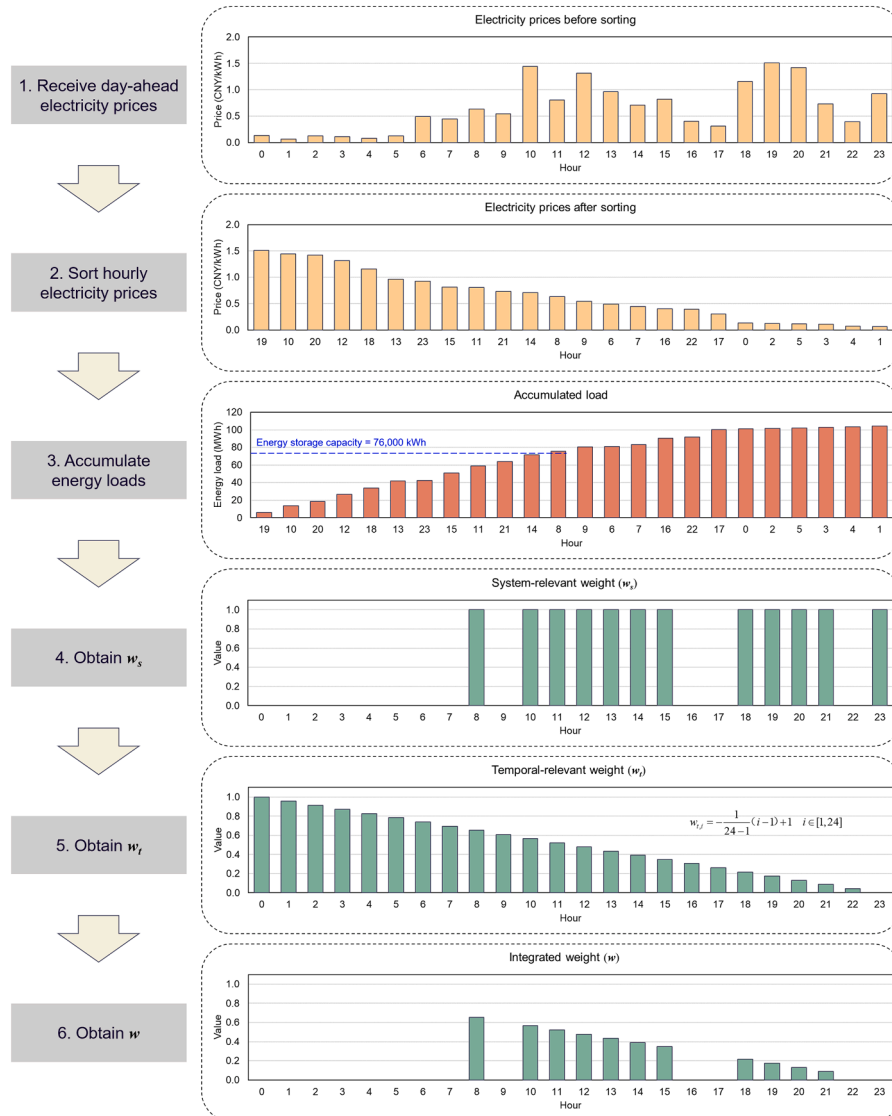 1. Receive day-ahead
electricity prices
Electricity prices before sorting
Price (CNY/kWh)
2.0
1.5
1.0
0.5
0.0
0 1 2 3 4 5 6 7 8 9 10 11 12 13 14 15 16 17 18 19 20 21 22 23
Hour
2. Sort hourly
electricity prices
Electricity prices after sorting
Price (CNY/kWh)
2.0
1.5
1.0
0.5
0.0
19 10 20 12 18 13 23 15 11 21 14 8 9 6 7 16 22 17 0 2 5 3 4 1
Hour
3. Accumulate
energy loads
Accumulated load
Energy load (MWh)
120
100
80
60
40
20
0
Energy storage capacity = 76,000 kWh
19 10 20 12 18 13 23 15 11 21 14 8 9 6 7 16 22 17 0 2 5 3 4 1
Hour
4. Obtain w_s
System-relevant weight (w_s)
Value
1.0
0.8
0.6
0.4
0.2
0.0
0 1 2 3 4 5 6 7 8 9 10 11 12 13 14 15 16 17 18 19 20 21 22 23
Hour
5. Obtain w_t
Temporal-relevant weight (w_t)
Value
1.0
0.8
0.6
0.4
0.2
0.0
w_{t,i} = -\frac{1}{24-1}(i-1)+1 i∈[1,24]
0 1 2 3 4 5 6 7 8 9 10 11 12 13 14 15 16 17 18 19 20 21 22 23
Hour
6. Obtain w
Integrated weight (w)
Value
1.0
0.8
0.6
0.4
0.2
0.0
0 1 2 3 4 5 6 7 8 9 10 11 12 13 14 15 16 17 18 19 20 21 22 23
Hour